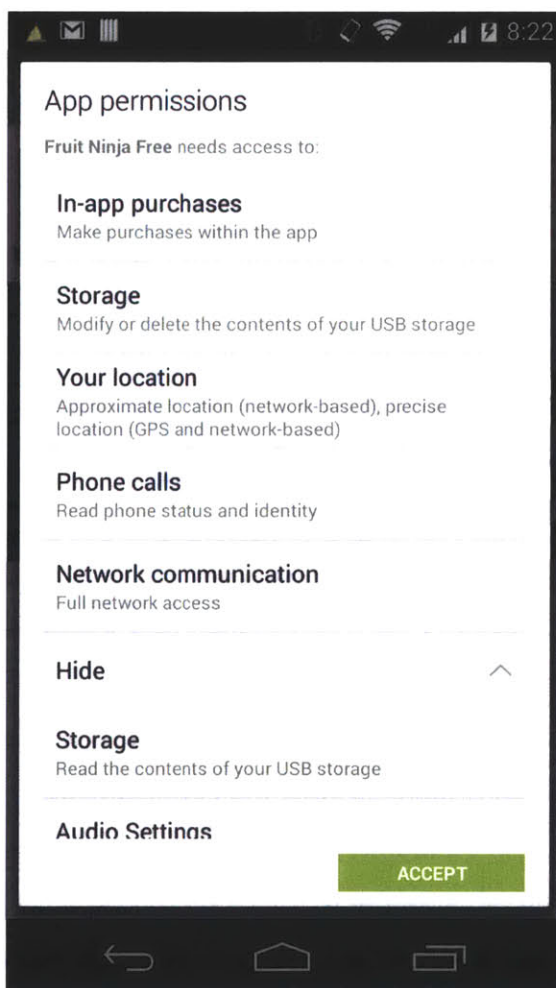 8:22
App permissions
Fruit Ninja Free needs access to:
In-app purchases
Make purchases within the app
Storage
Modify or delete the contents of your USB storage
Your location
Approximate location (network-based), precise
location (GPS and network-based)
Phone calls
Read phone status and identity
Network communication
Full network access
Hide
Storage
Read the contents of your USB storage
Audio Settings
ACCEPT